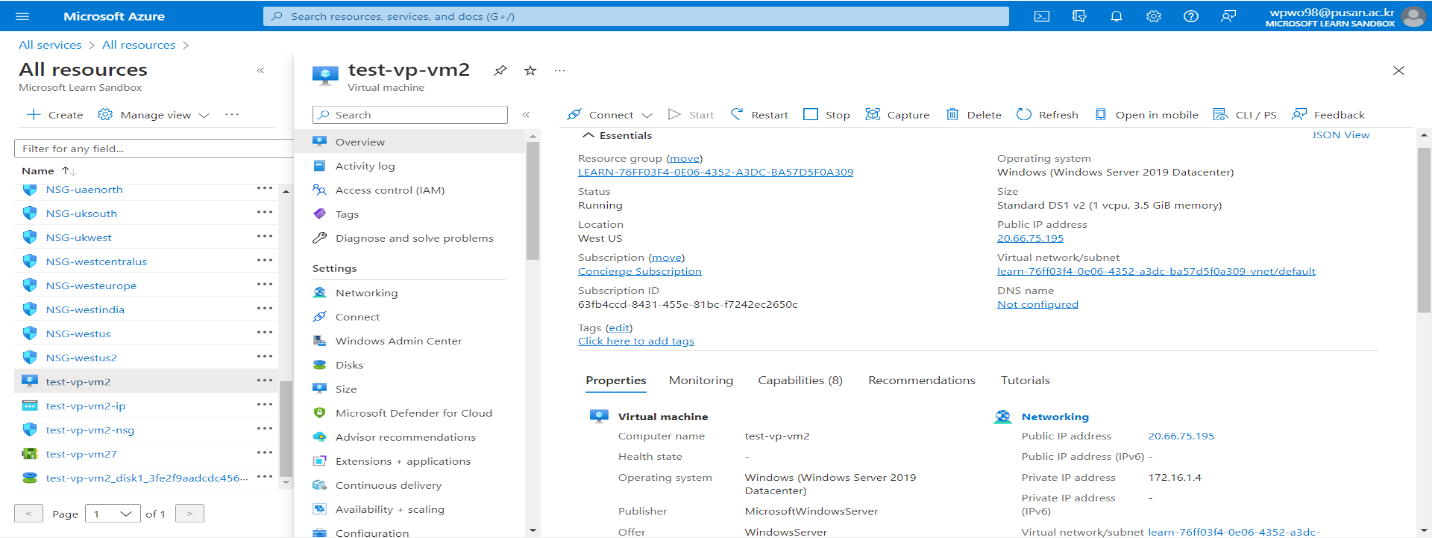 Microsoft Azure
Search resources, services, and docs (G+/)
wpwo98@pusan.ac.kr
MICROSOFT LEARN SANDBOX
All services > All resources >
All resources
Microsoft Learn Sandbox
Create
Manage view
Filter for any field...
Name
NSG-uaenorth
NSG-uksouth
NSG-ukwest
NSG-westcentralus
NSG-westeurope
NSG-westindia
NSG-westus
NSG-westus2
test-vp-vm2
test-vp-vm2-ip
test-vp-vm2-nsg
test-vp-vm27
test-vp-vm2_disk1_3fe2f9aadcdc456...
< Page 1 of 1 >
test-vp-vm2
Virtual machine
Search
Overview
Activity log
Access control (IAM)
Tags
Diagnose and solve problems
Settings
Networking
Connect
Windows Admin Center
Disks
Size
Microsoft Defender for Cloud
Advisor recommendations
Extensions + applications
Continuous delivery
Availability + scaling
Configuration
Connect Start Restart Stop Capture Delete Refresh Open in mobile CLI / PS Feedback
Essentials
JSON View
Resource group (move)
LEARN-76FF03F4-0E06-4352-A3DC-BA57D5F0A309
Status
Running
Location
West US
Subscription (move)
Concierge Subscription
Subscription ID
63fb4ccd-8431-455e-81bc-f7242ec2650c
Tags (edit)
Click here to add tags
Operating system
Windows (Windows Server 2019 Datacenter)
Size
Standard DS1 v2 (1 vcpu, 3.5 GiB memory)
Public IP address
20.66.75.195
Virtual network/subnet
learn-76ff03f4-0e06-4352-a3dc-ba57d5f0a309-vnet/default
DNS name
Not configured
Properties Monitoring Capabilities (8) Recommendations Tutorials
Virtual machine
Computer name test-vp-vm2
Health state -
Operating system Windows (Windows Server 2019
Datacenter)
Publisher MicrosoftWindowsServer
Offer WindowsServer
Networking
Public IP address 20.66.75.195
Public IP address (IPv6) -
Private IP address 172.16.1.4
Private IP address -
(IPv6)
Virtual network/subnet learn-76ff03f4-0e06-4352-a3dc-